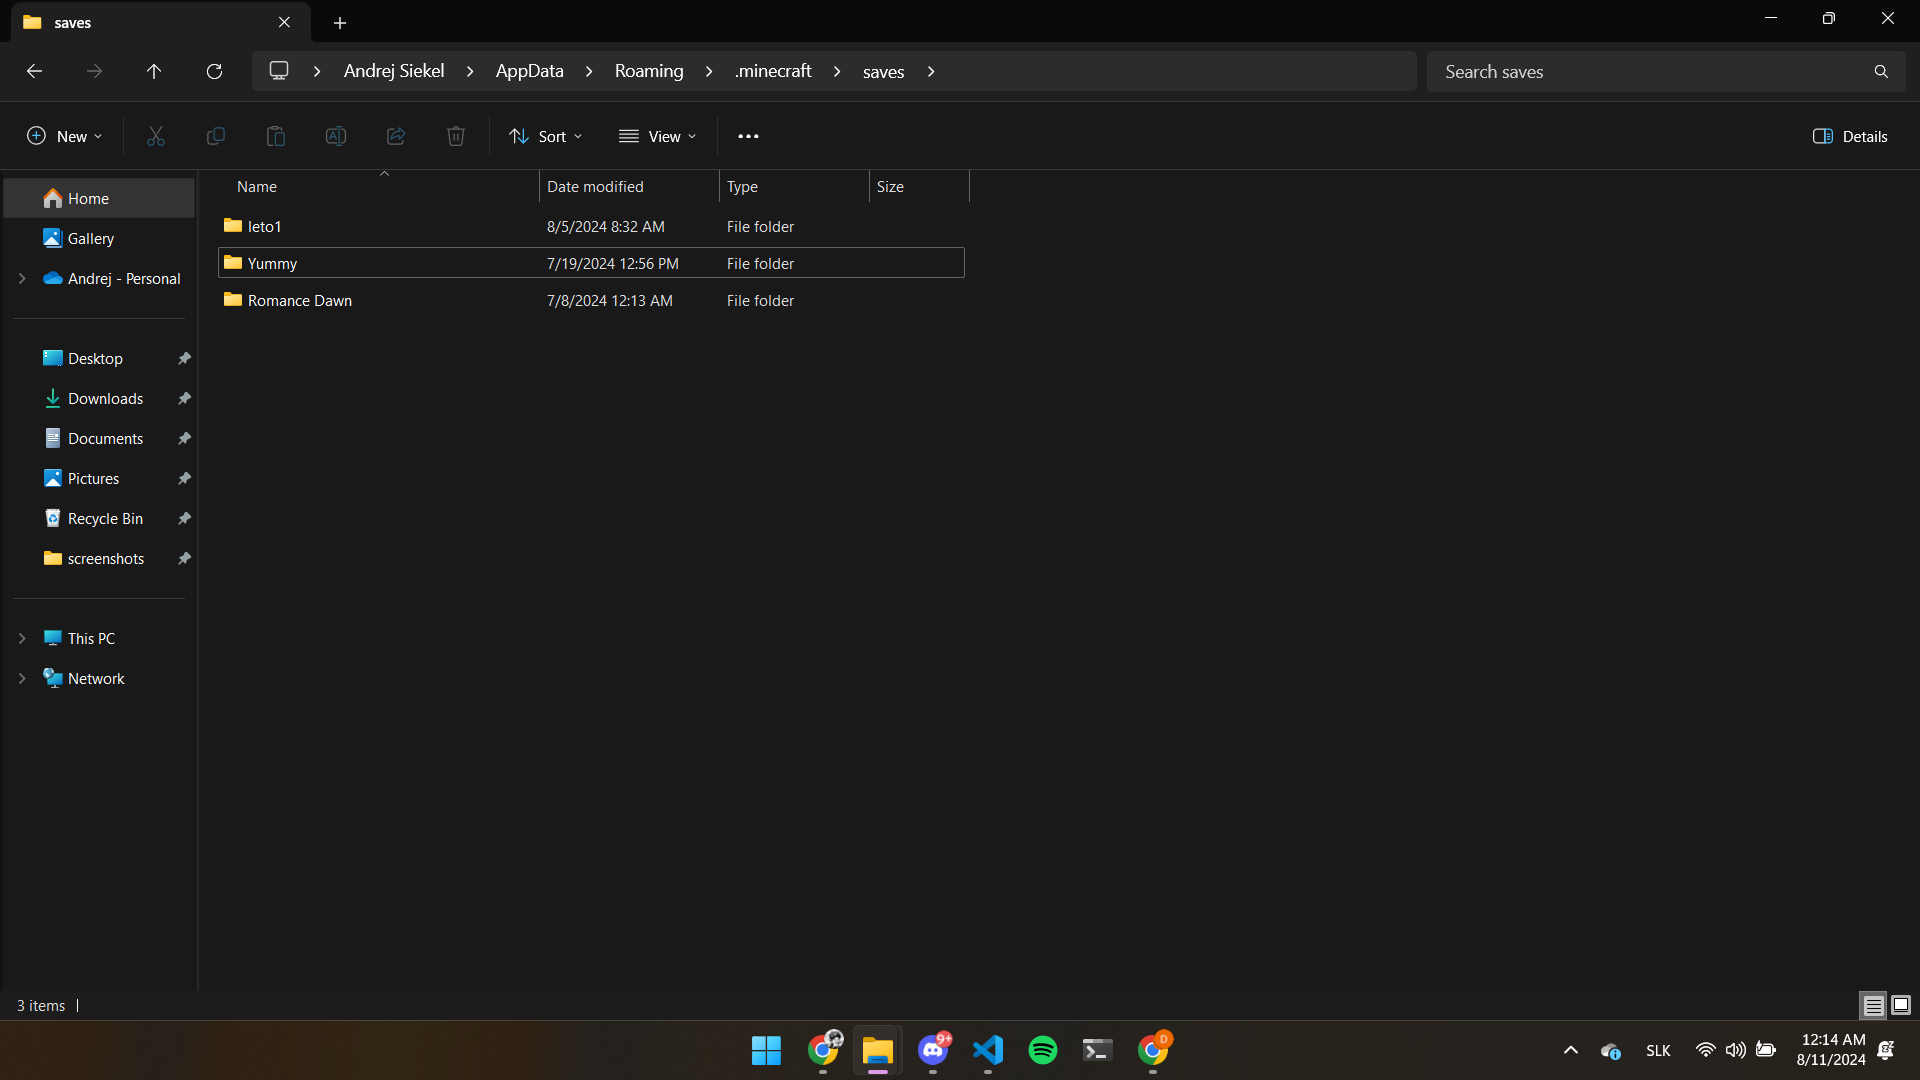 saves
Andrej Siekel
AppData
Roaming
.minecraft
saves
Search saves
New
Sort
View
Details
Home
Gallery
Andrej - Personal
Desktop
Downloads
Documents
Pictures
Recycle Bin
screenshots
This PC
Network
Name Date modified Type Size
leto1 8/5/2024 8:32 AM File folder
Yummy 7/19/2024 12:56 PM File folder
Romance Dawn 7/8/2024 12:13 AM File folder
3 items
9+
D
SLK
12:14 AM
8/11/2024